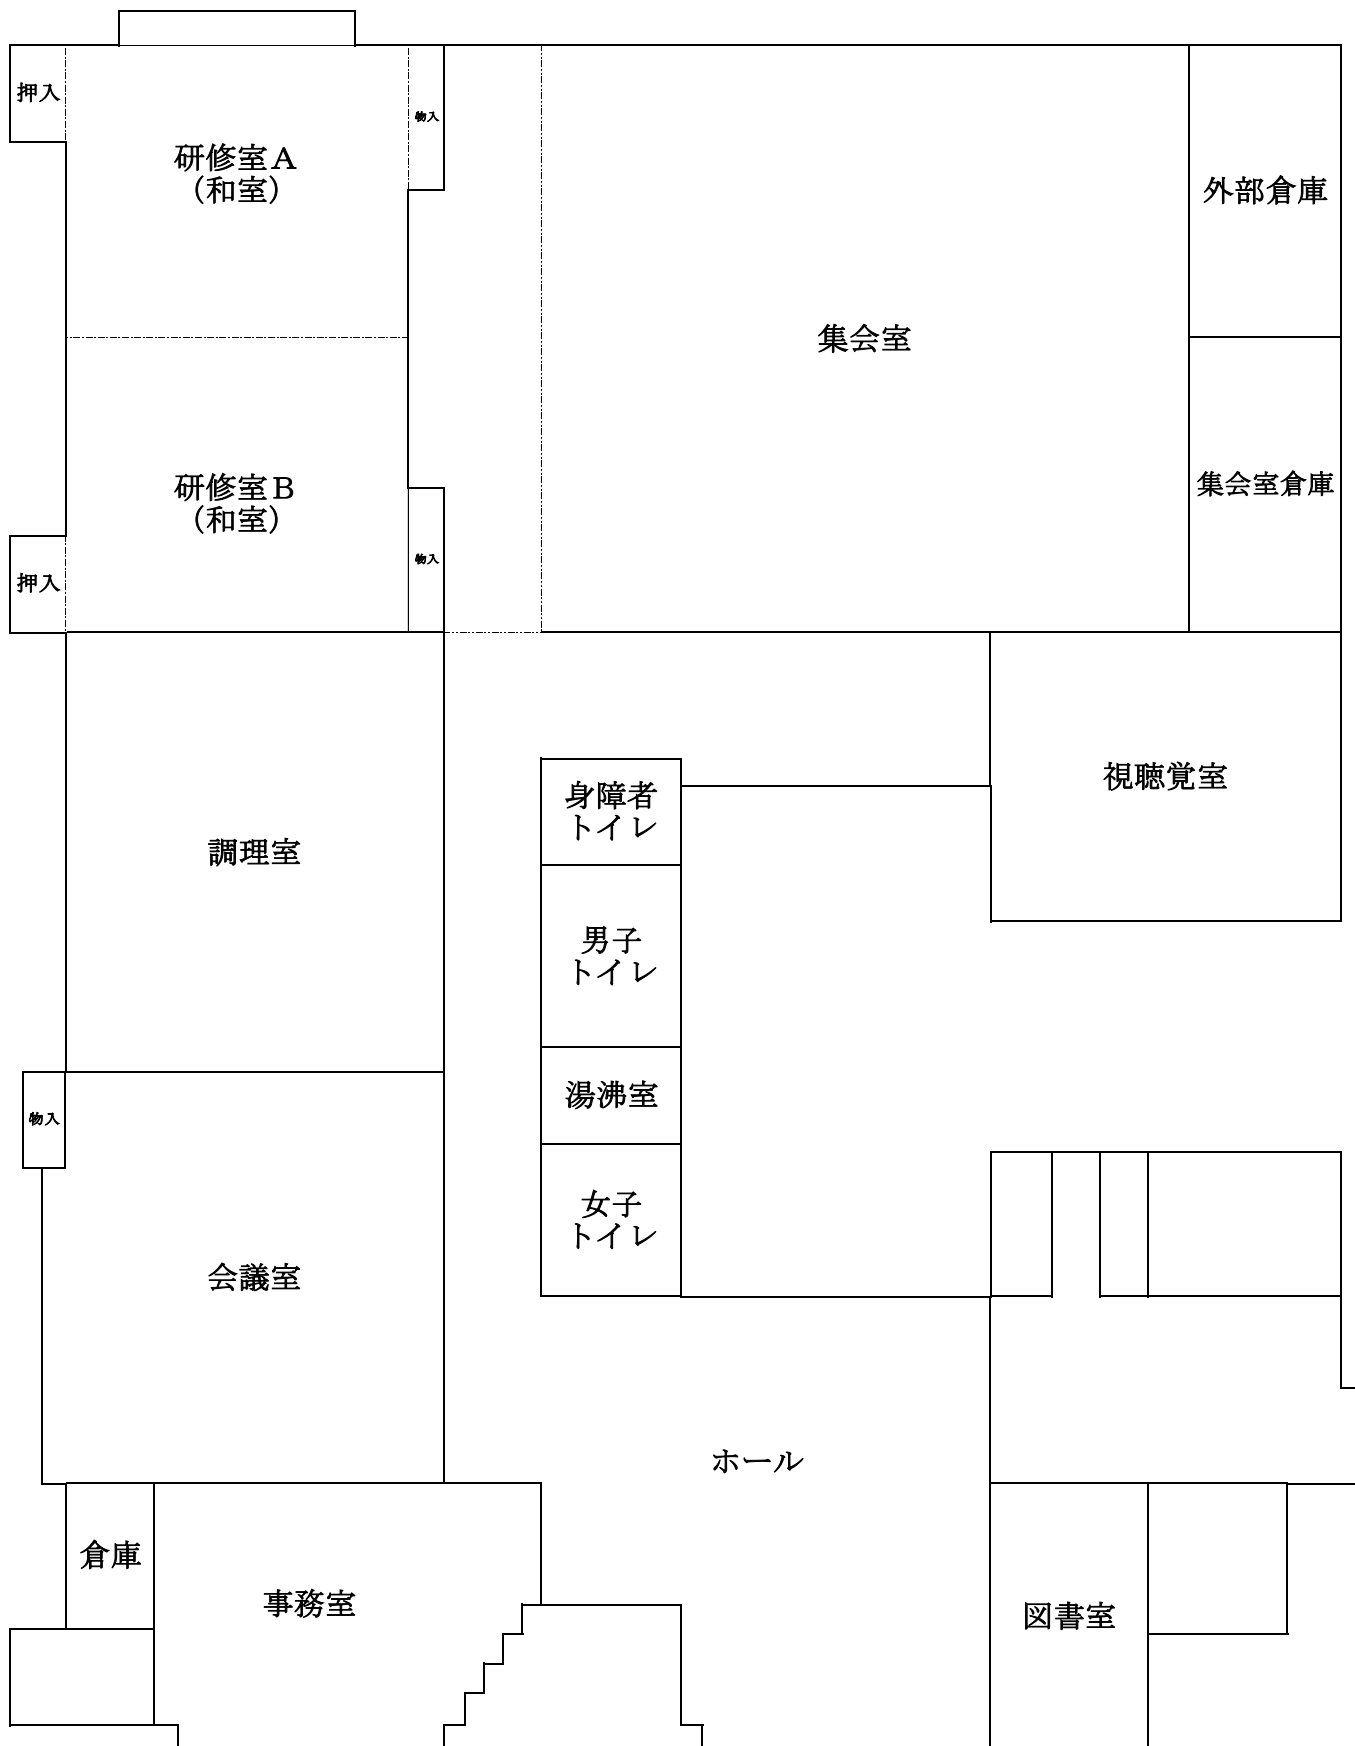 押入
物入
研修室A
(和室)
外部倉庫
集会室
研修室B
(和室)
集会室倉庫
物入
押入
視聴覚室
身障者
トイレ
調理室
男子
トイレ
湯沸室
物入
女子
トイレ
会議室
ホール
倉庫
事務室
図書室